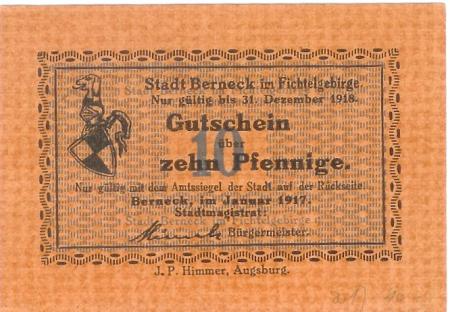 Stadt Berneck im Fichtelgebirge.
Nur gültig bis 31. Dezember 1918.
Gutschein
10
über
zehn Pfennige.
Nur gültig mit dem Amtssiegel der Stadt auf der Rückseite.
Berneck, im Januar 1917.
Stadtmagistrat:
Bürgermeister.
J. P. Himmer, Augsburg.